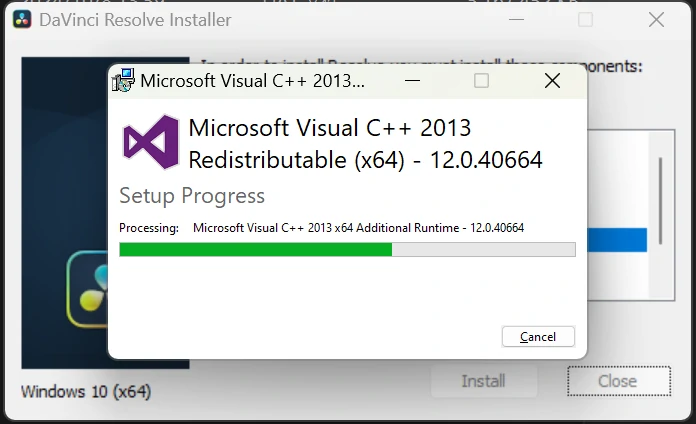 DaVinci Resolve Installer
In order to install Resolve you must install these components:
Microsoft Visual C++ 2013...
Microsoft Visual C++ 2013
Redistributable (x64) - 12.0.40664
Setup Progress
Processing: Microsoft Visual C++ 2013 x64 Additional Runtime - 12.0.40664
Cancel
Windows 10 (x64)
Install
Close